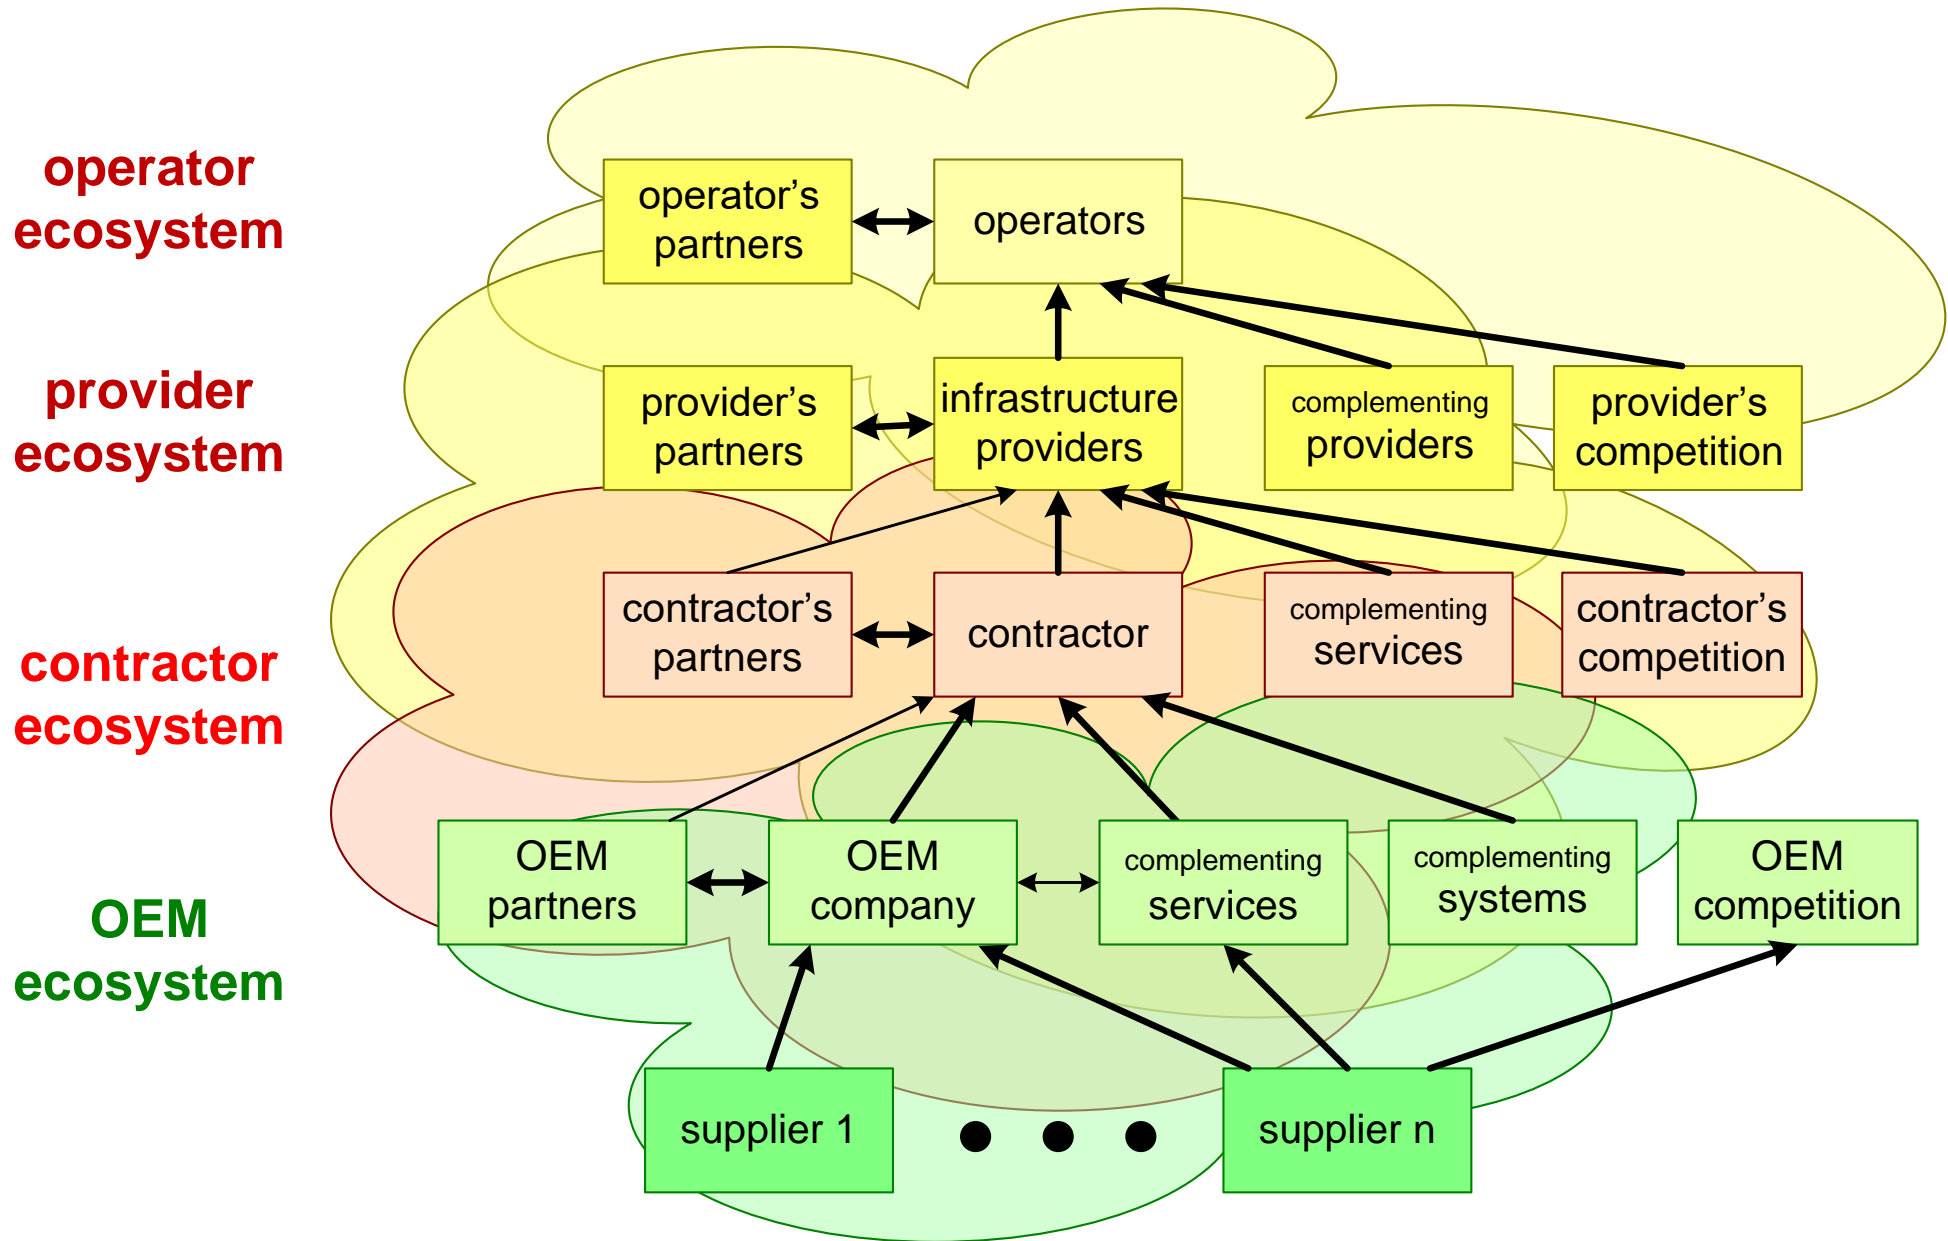 operator
ecosystem
operator's
partners
operators
provider
ecosystem
provider's
partners
infrastructure
providers
complementing
providers
provider's
competition
contractor
ecosystem
contractor's
partners
contractor
complementing
services
contractor's
competition
OEM
ecosystem
OEM
partners
OEM
company
complementing
services
complementing
systems
OEM
competition
supplier 1
supplier n